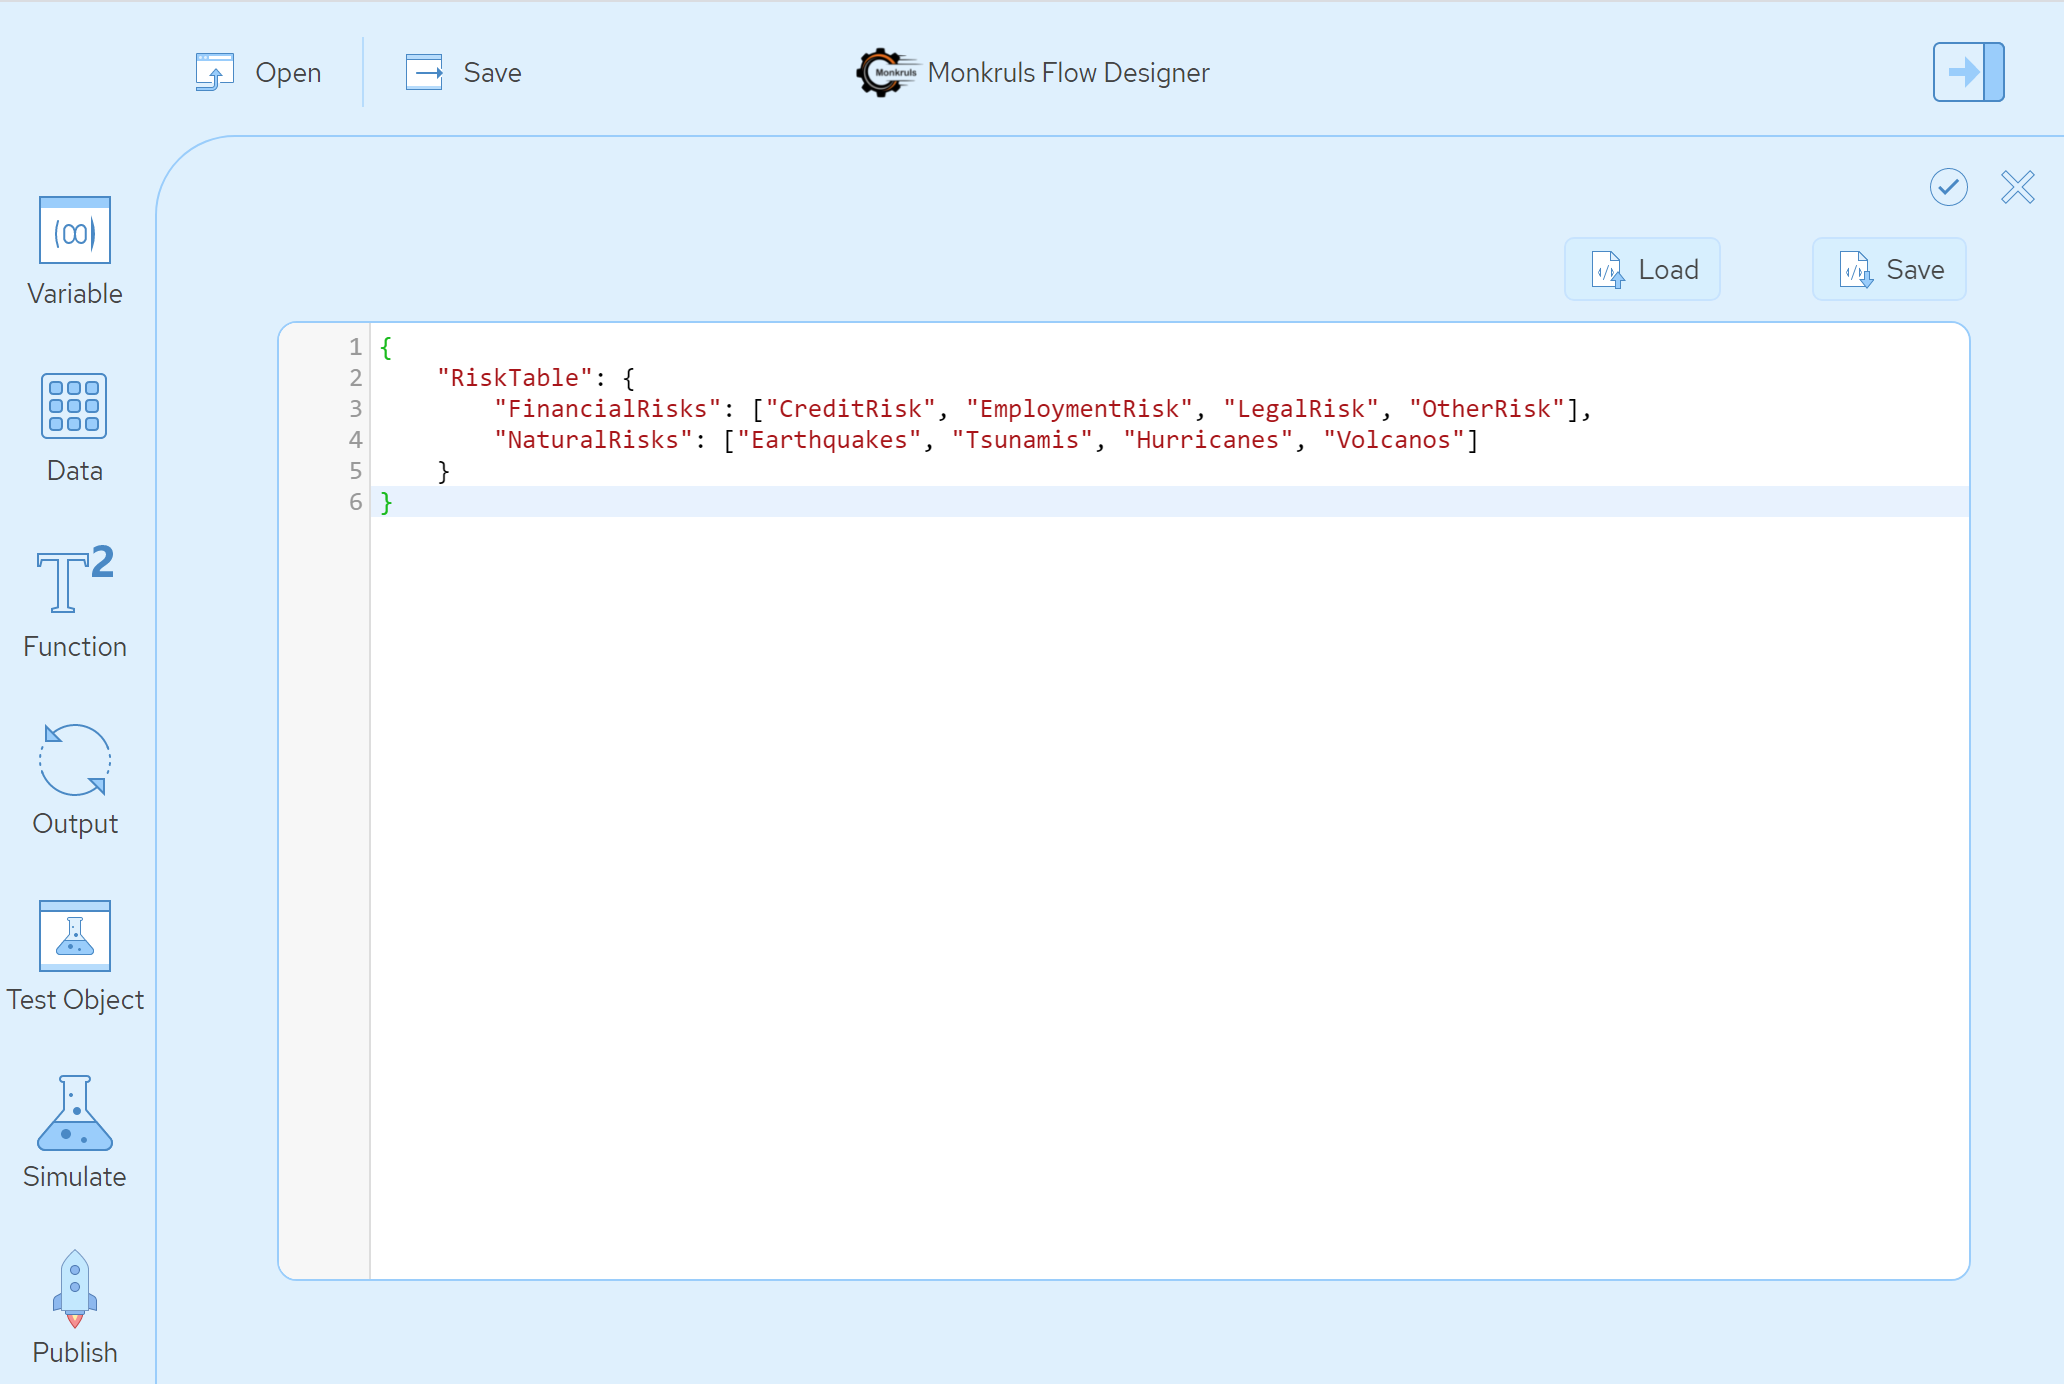 Open
Save
Monkruls
Monkruls Flow Designer
Variable
Data
T2
Function
Output
Test Object
Simulate
Publish
Load
Save
1 {
2     "RiskTable": {
3         "FinancialRisks": ["CreditRisk", "EmploymentRisk", "LegalRisk", "OtherRisk"],
4         "NaturalRisks": ["Earthquakes", "Tsunamis", "Hurricanes", "Volcanos"]
5     }
6 }